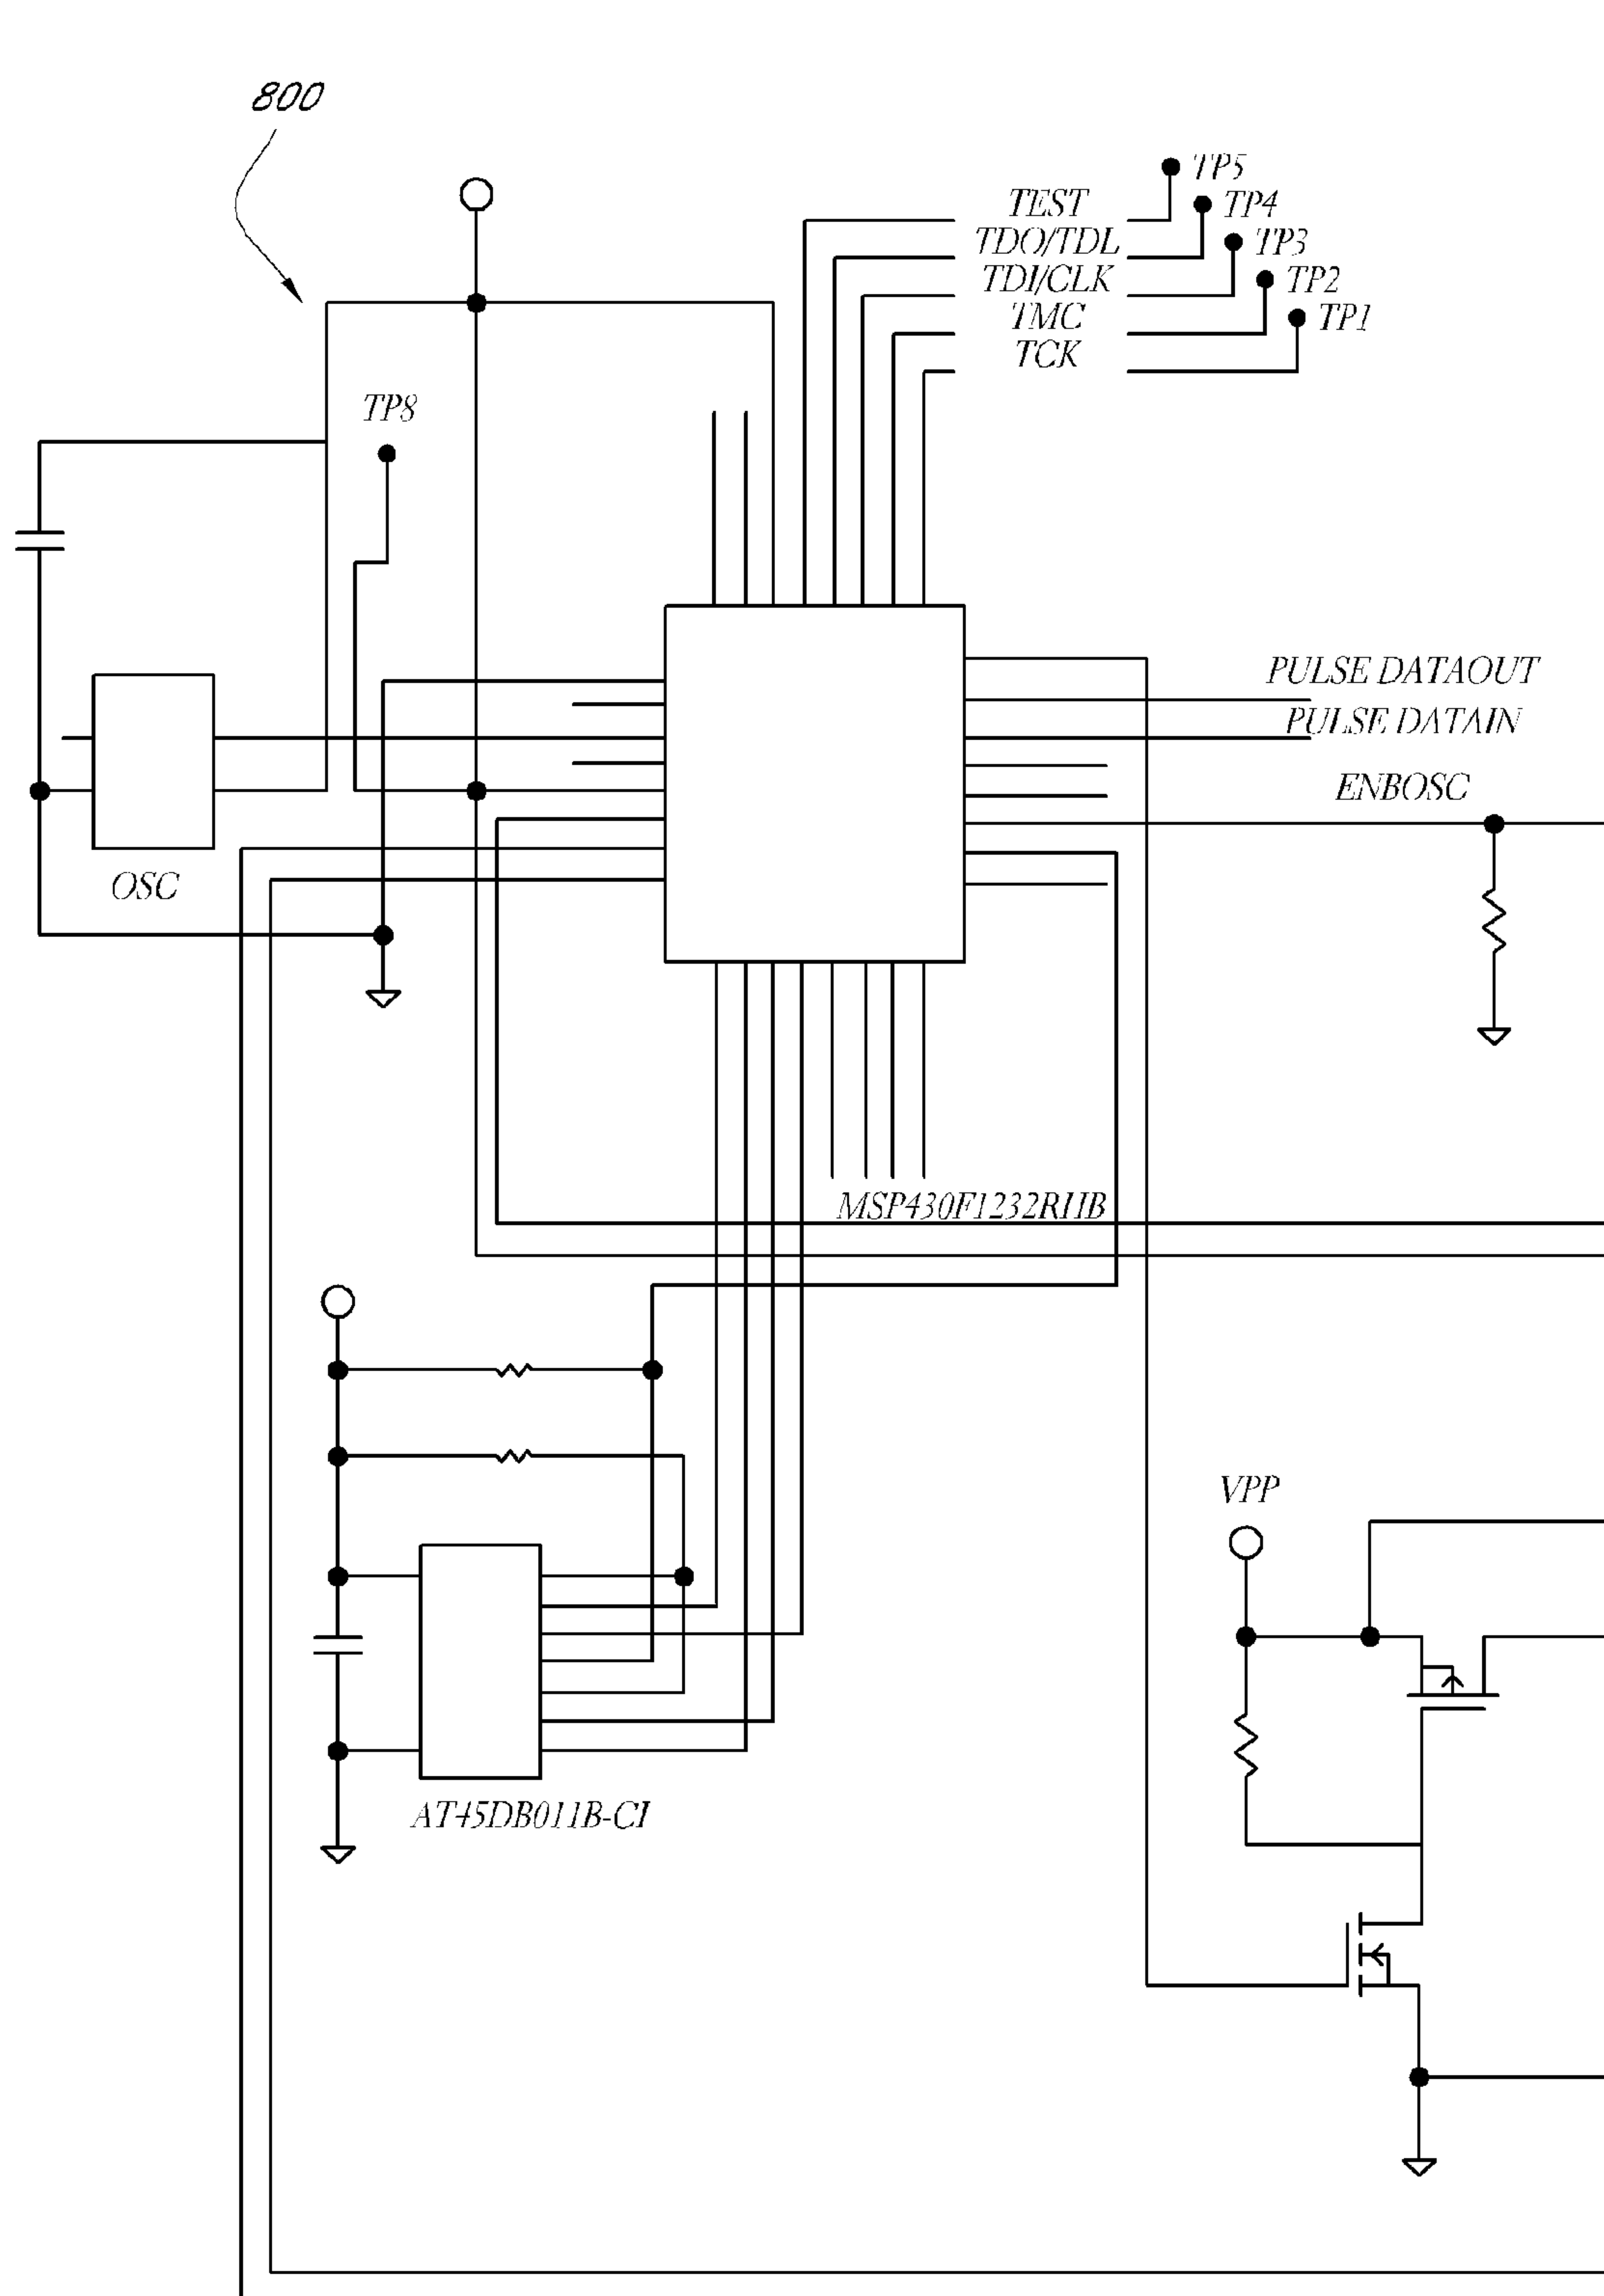 800
TP5
TEST
TP4
TDO/TDL
TP3
TDI/CLK
TP2
TMC
TP1
TCK
TP8
PULSE DATAOUT
PULSE DATAIN
ENBOSC
OSC
MSP430F1232RHB
VPP
AT45DB011B-CI